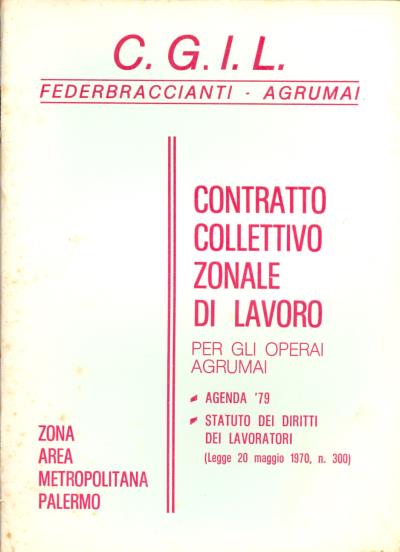 C.G.I.L.
FEDERBRACCIANTI - AGRUMAI
CONTRATTO
COLLETTIVO
ZONALE
DI LAVORO
PER GLI OPERAI
AGRUMAI
AGENDA '79
STATUTO DEI DIRITTI
DEI LAVORATORI
(Legge 20 maggio 1970, n. 300)
ZONA
AREA
METROPOLITANA
PALERMO